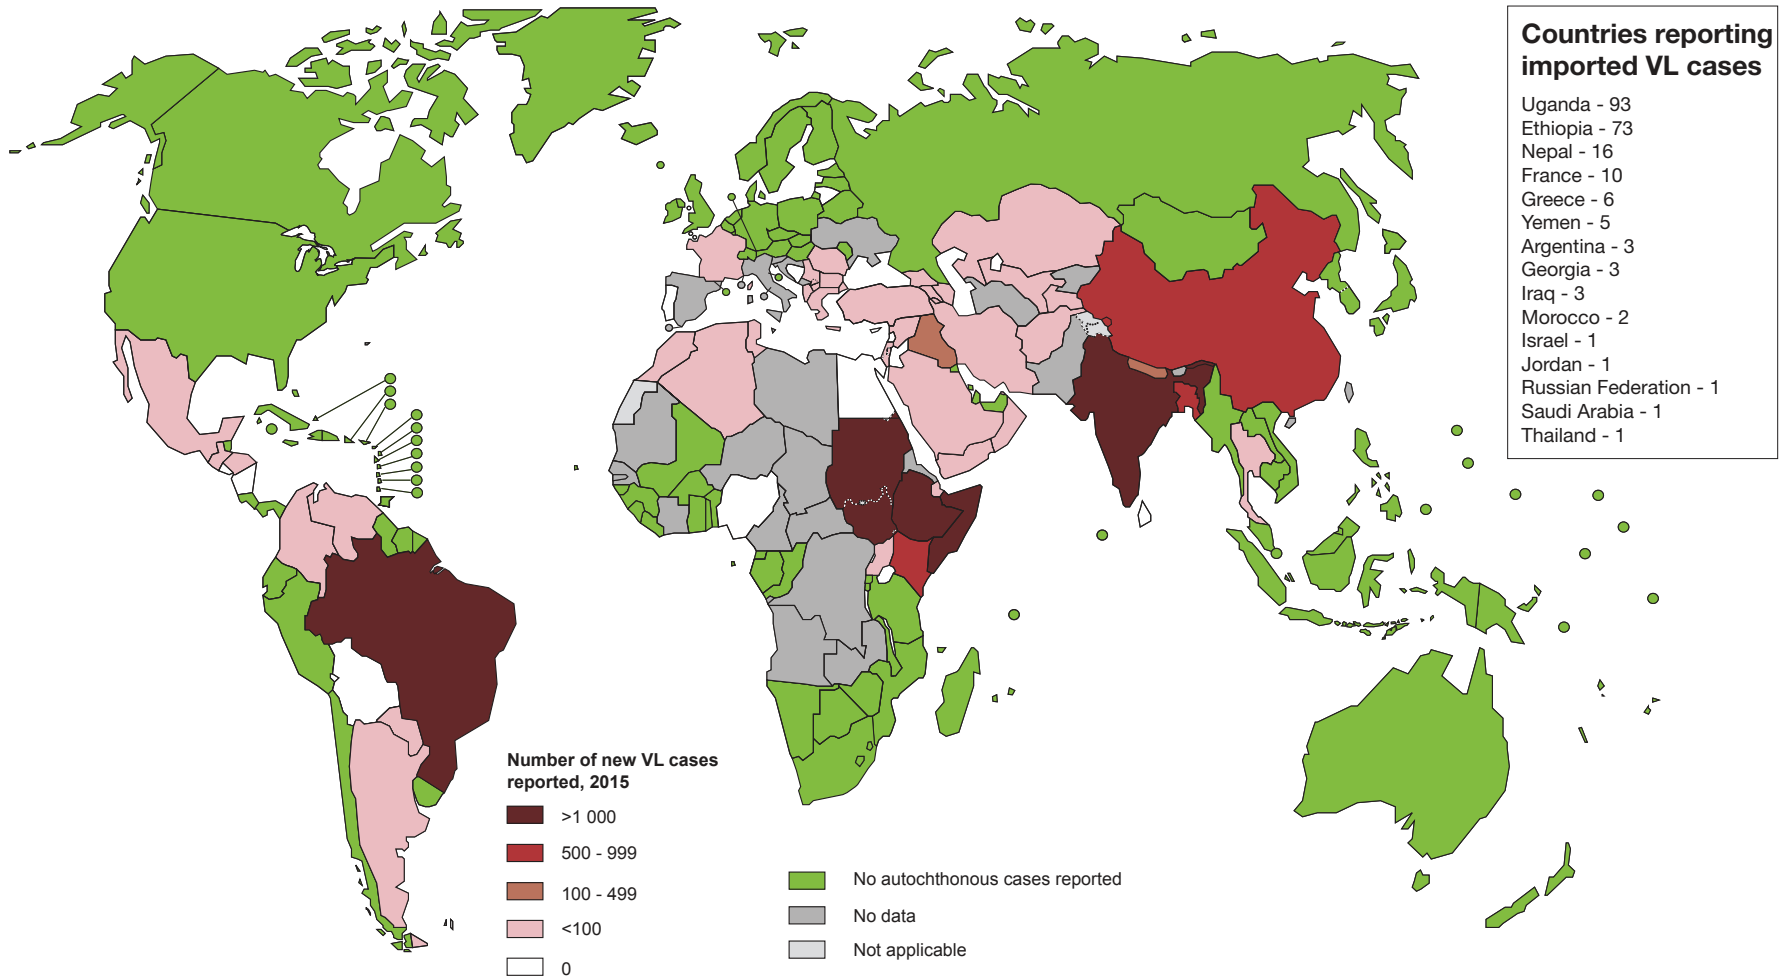 Countries reporting
imported VL cases
Uganda - 93
Ethiopia - 73
Nepal - 16
France - 10
Greece - 6
Yemen - 5
Argentina - 3
Georgia - 3
Iraq - 3
Morocco - 2
Israel - 1
Jordan - 1
Russian Federation - 1
Saudi Arabia - 1
Thailand - 1
Number of new VL cases
reported, 2015
>1 000
500 - 999
100 - 499
<100
0
No autochthonous cases reported
No data
Not applicable